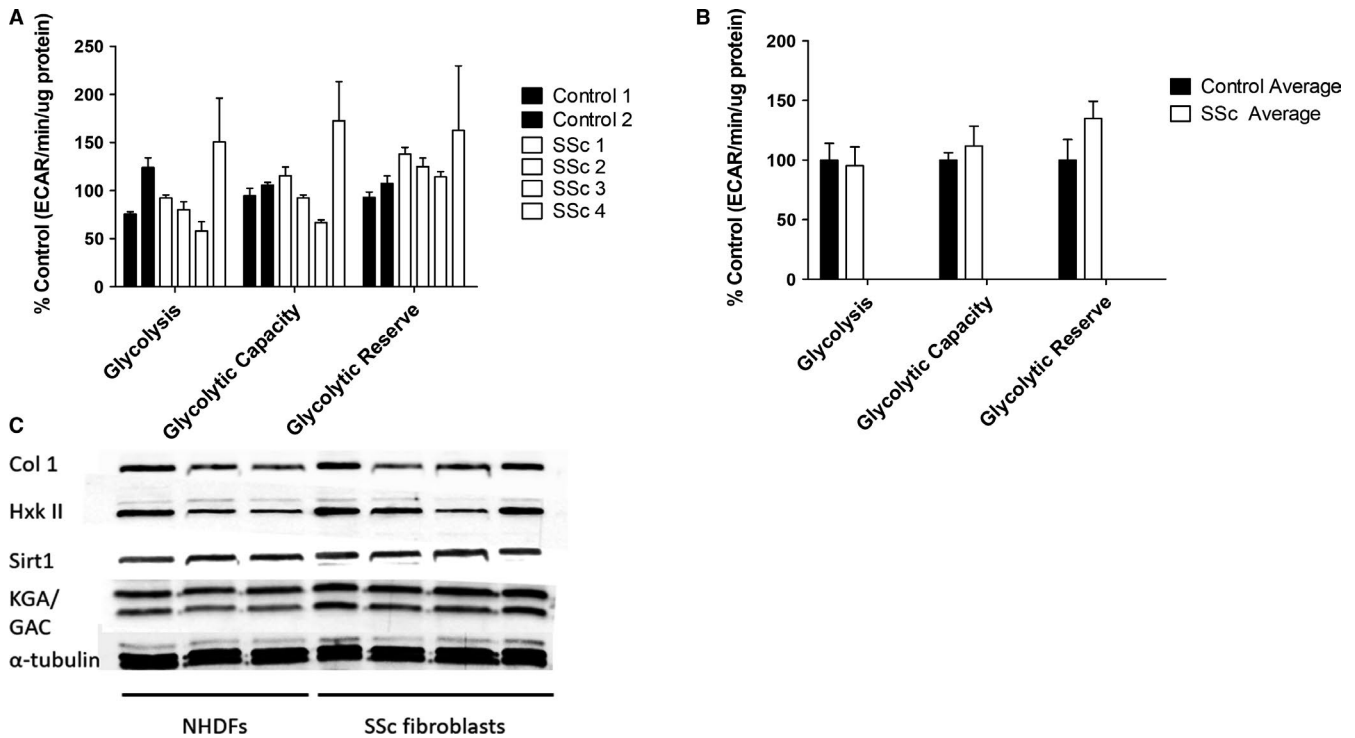 A
% Control (ECAR/min/ug protein)
250
200
150
100
50
0
Glycolysis
Glycolytic Capacity
Glycolytic Reserve
Control 1
Control 2
SSc 1
SSc 2
SSc 3
SSc 4
B
% Control (ECAR/min/ug protein)
200
150
100
50
0
Glycolysis
Glycolytic Capacity
Glycolytic Reserve
Control Average
SSc Average
C
Col 1
Hxk II
Sirt1
KGA/
GAC
α-tubulin
NHDFs
SSc fibroblasts